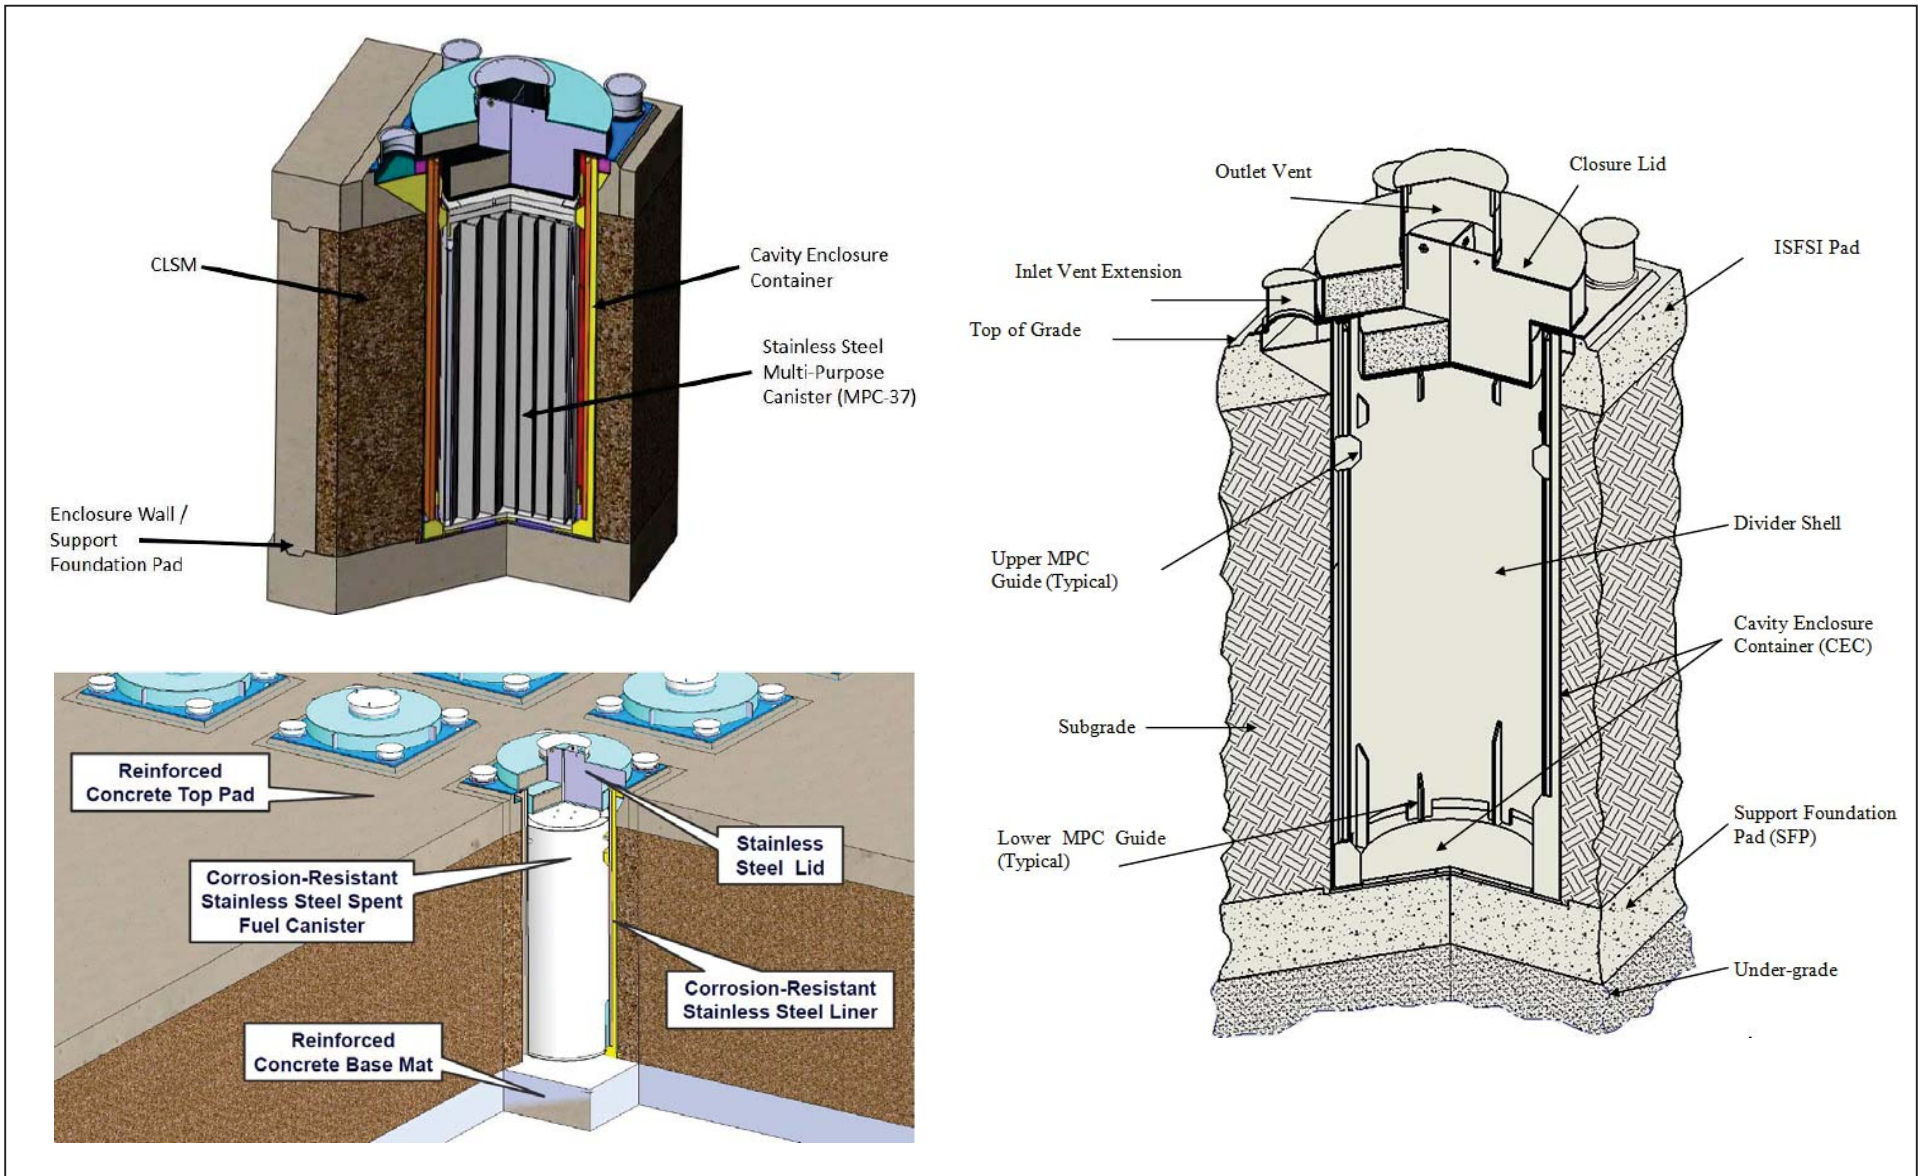 CLSM
Cavity Enclosure
Container
Stainless Steel
Multi-Purpose
Canister (MPC-37)
Enclosure Wall /
Support
Foundation Pad
Reinforced
Concrete Top Pad
Stainless
Steel Lid
Corrosion-Resistant
Stainless Steel Spent
Fuel Canister
Corrosion-Resistant
Stainless Steel Liner
Reinforced
Concrete Base Mat
Outlet Vent
Closure Lid
ISFSI Pad
Inlet Vent Extension
Top of Grade
Divider Shell
Upper MPC
Guide (Typical)
Cavity Enclosure
Container (CEC)
Subgrade
Support Foundation
Pad (SFP)
Lower MPC Guide
(Typical)
Under-grade